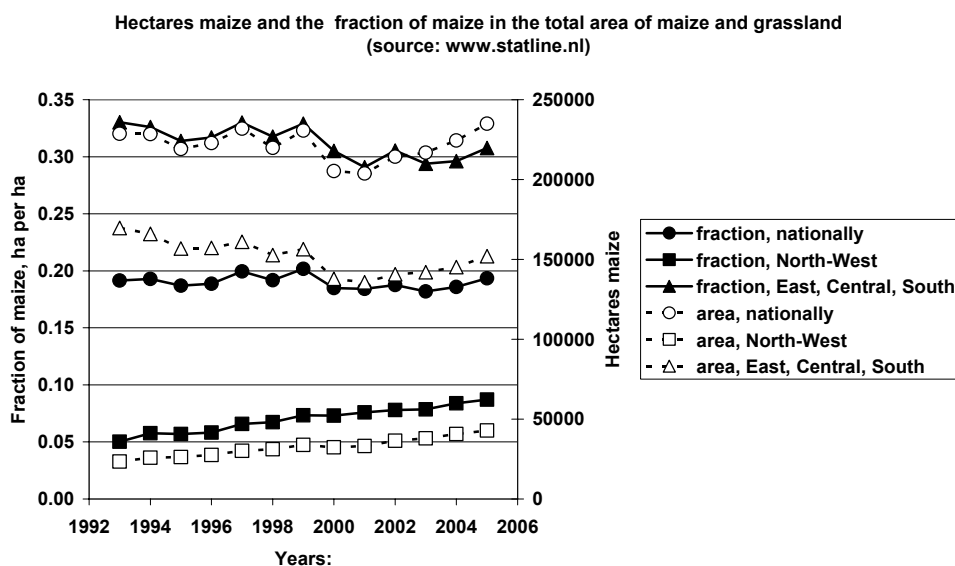 Hectares maize and the fraction of maize in the total area of maize and grassland
(source: www.statline.nl)
0.35
0.30
0.25
0.20
0.15
0.10
0.05
0.00
Fraction of maize, ha per ha
250000
200000
150000
100000
50000
0
Hectares maize
1992 1994 1996 1998 2000 2002 2004 2006
Years:
fraction, nationally
fraction, North-West
fraction, East, Central, South
area, nationally
area, North-West
area, East, Central, South